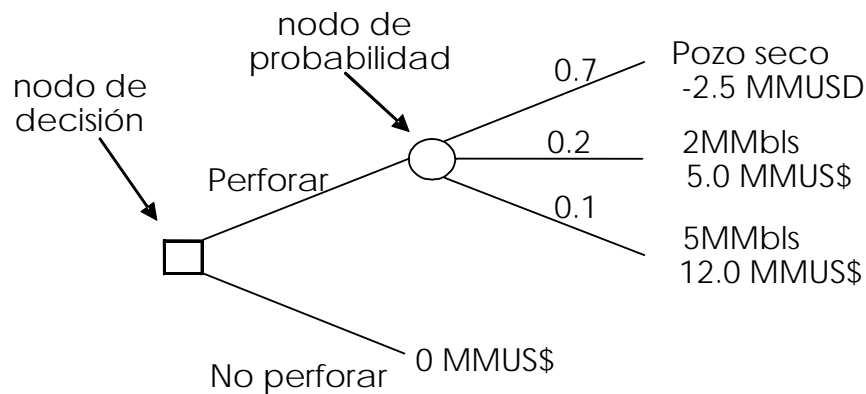 nodo de
probabilidad
nodo de
decisión
Perforar
No perforar
0.7
0.2
0.1
Pozo seco
-2.5 MMUSD
2MMbls
5.0 MMUS$
5MMbls
12.0 MMUS$
0 MMUS$